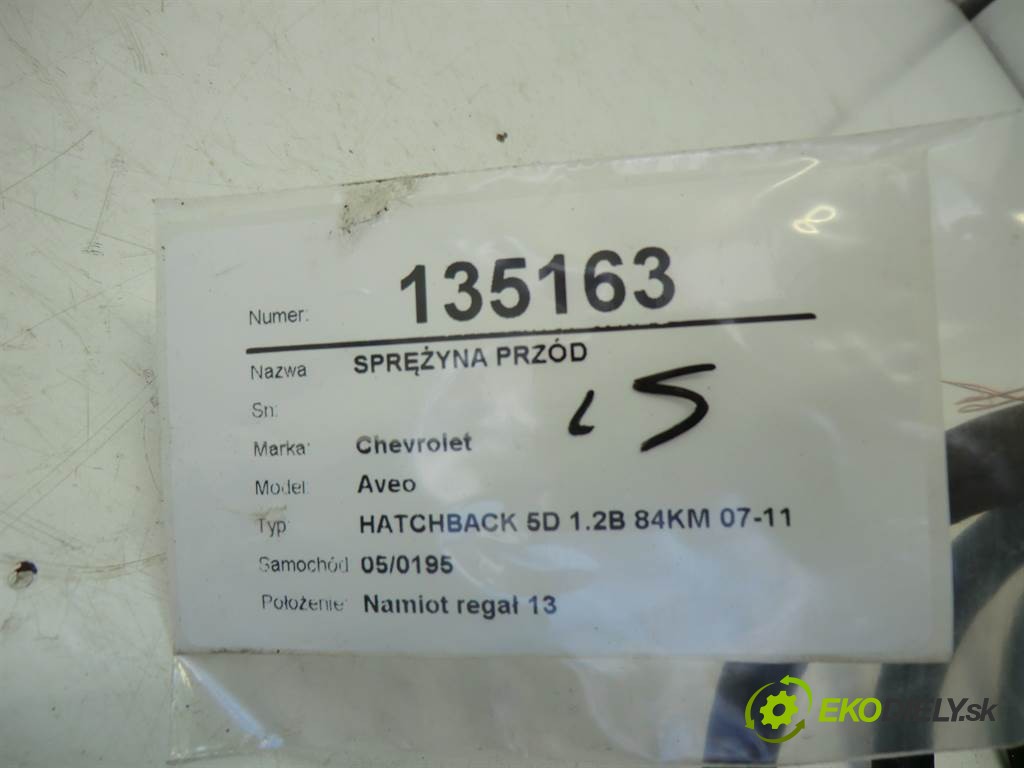 Numer: 135163
Nazwa SPRĘŻYNA PRZÓD
Sn:
LS
Marka: Chevrolet
Model: Aveo
Typ HATCHBACK 5D 1.2B 84KM 07-11
Samochód 05/0195
Położenie: Namiot regał 13
EKODIELY.sk